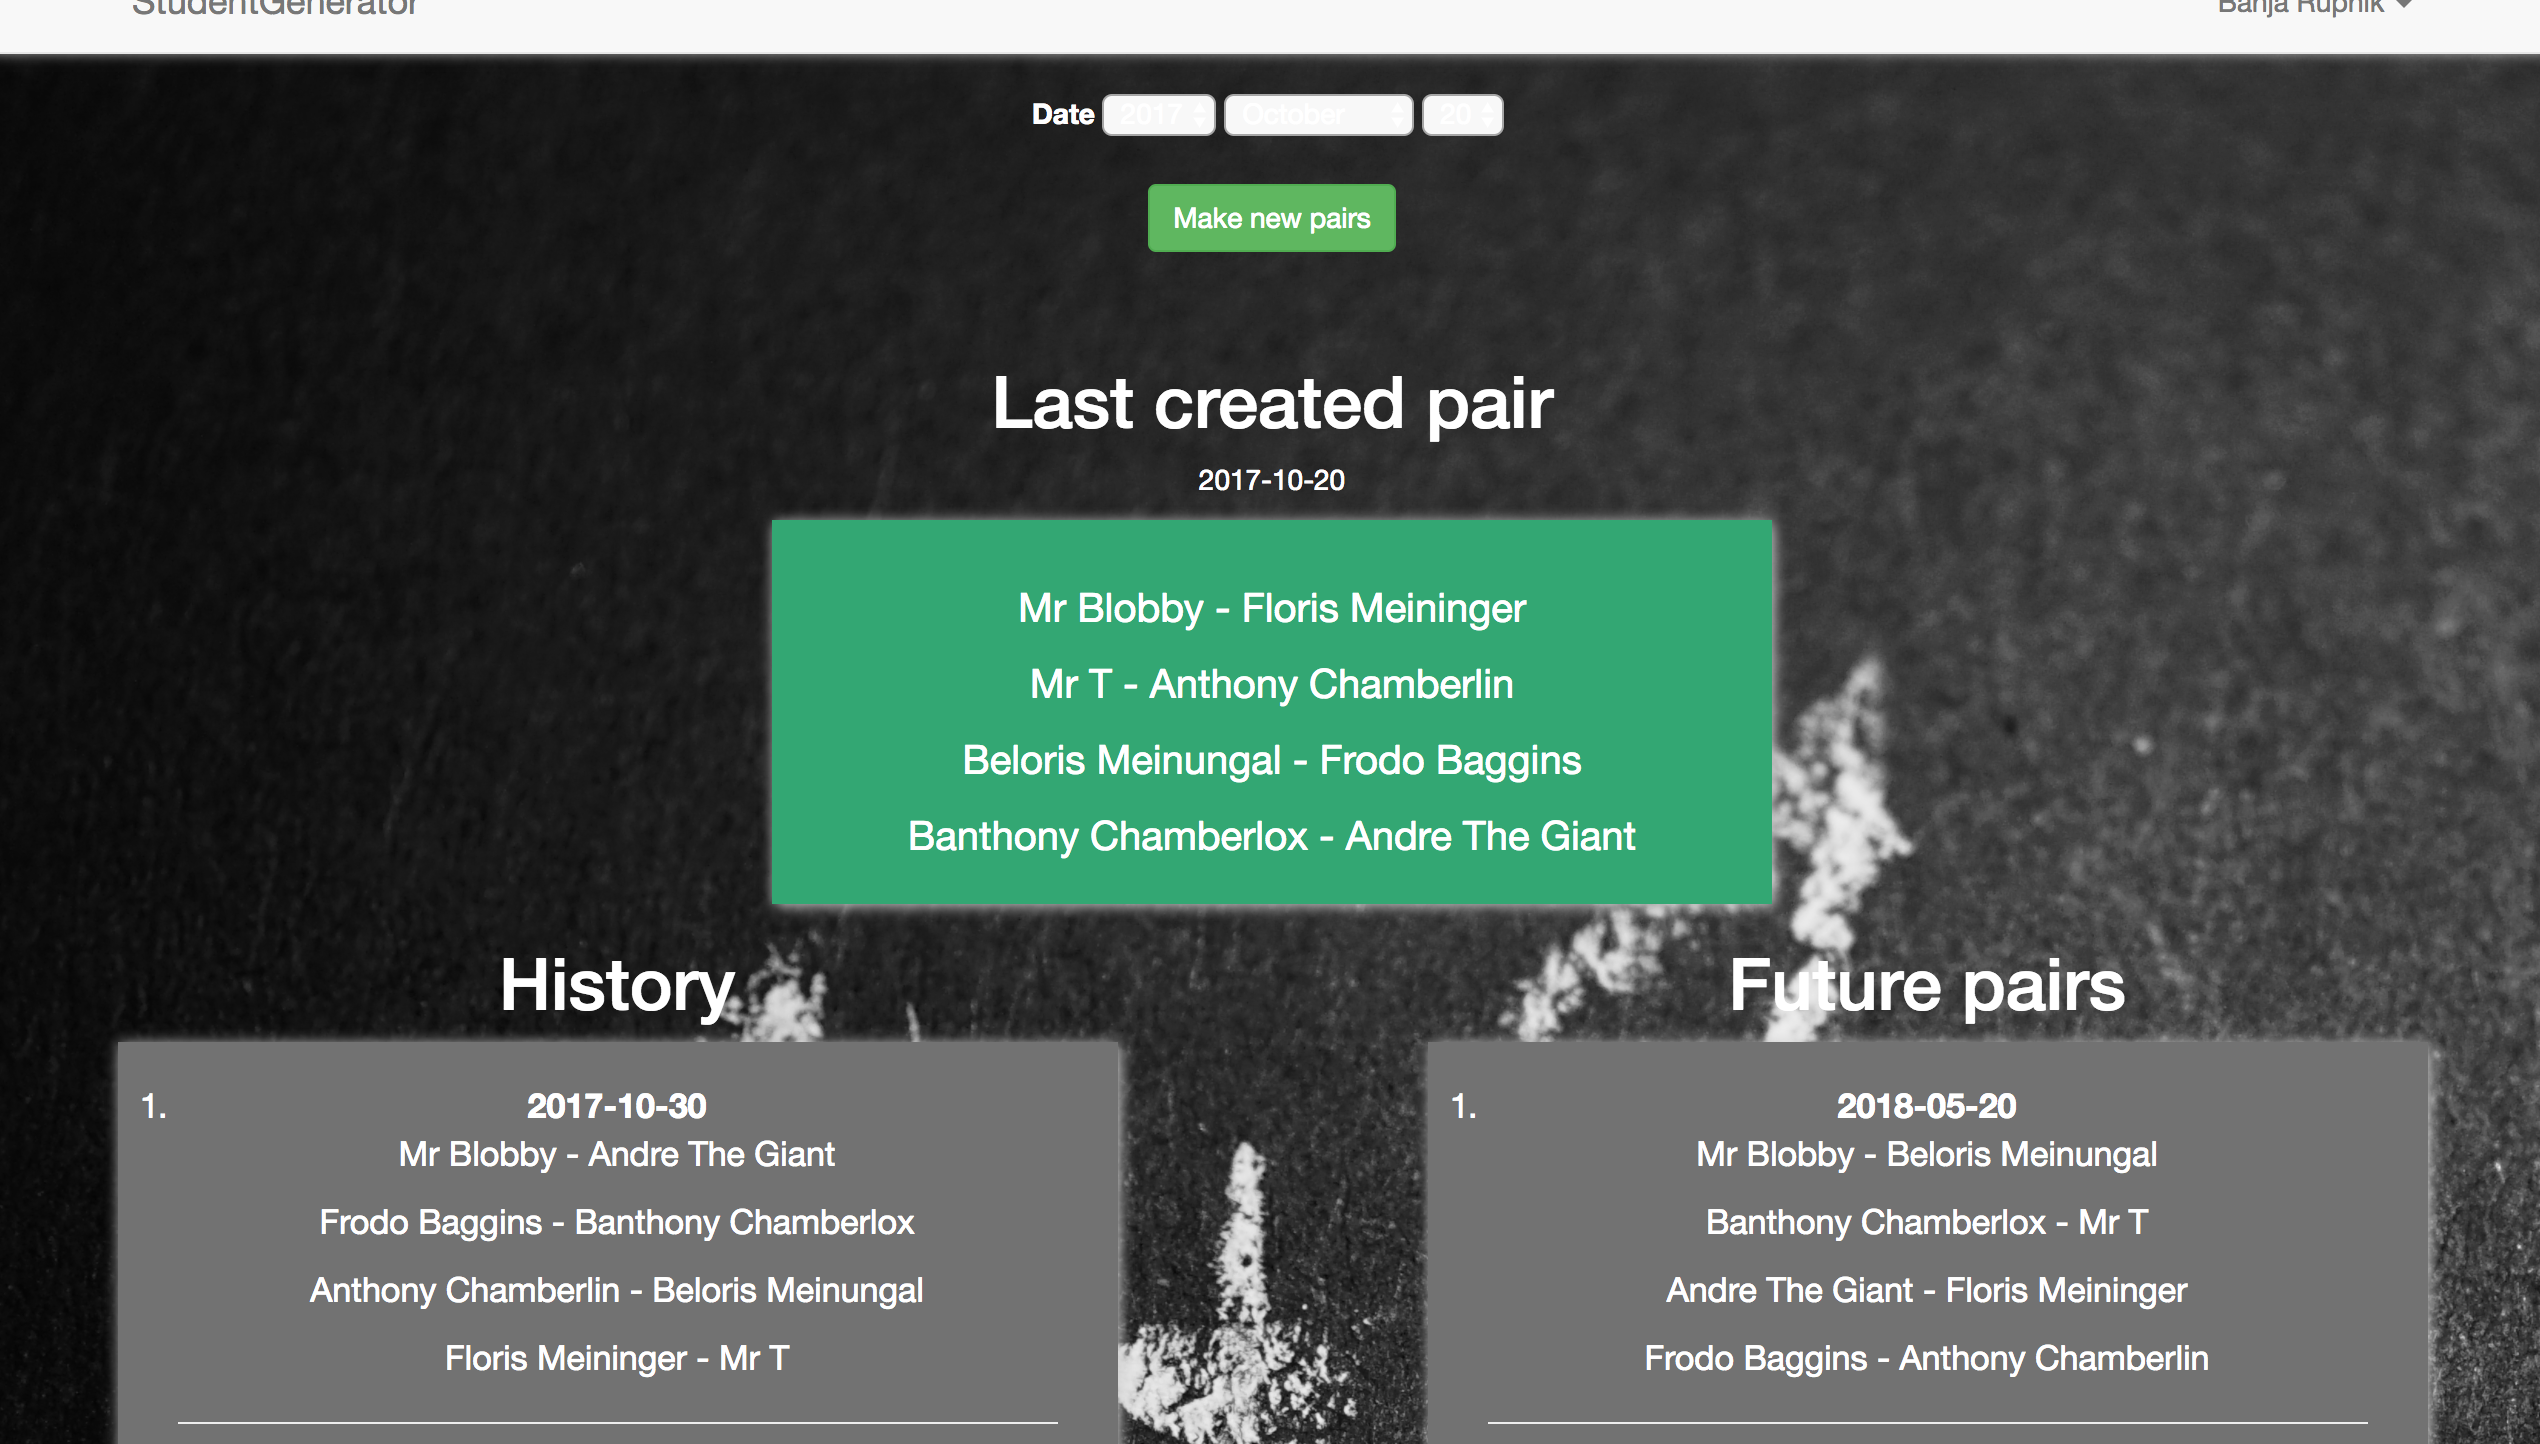 StudentGenerator
Banja Rupnik
Date 2017 October 20
Make new pairs
Last created pair
2017-10-20
Mr Blobby - Floris Meininger
Mr T - Anthony Chamberlin
Beloris Meinungal - Frodo Baggins
Banthony Chamberlox - Andre The Giant
History
1. 2017-10-30
Mr Blobby - Andre The Giant
Frodo Baggins - Banthony Chamberlox
Anthony Chamberlin - Beloris Meinungal
Floris Meininger - Mr T
Future pairs
1. 2018-05-20
Mr Blobby - Beloris Meinungal
Banthony Chamberlox - Mr T
Andre The Giant - Floris Meininger
Frodo Baggins - Anthony Chamberlin